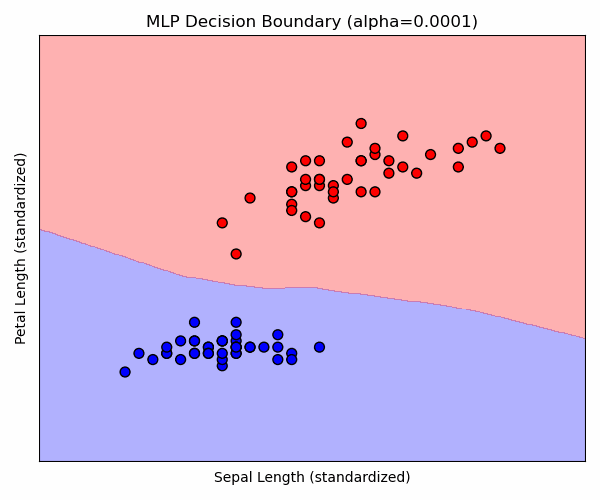 MLP Decision Boundary (alpha=0.0001)
Petal Length (standardized)
Sepal Length (standardized)